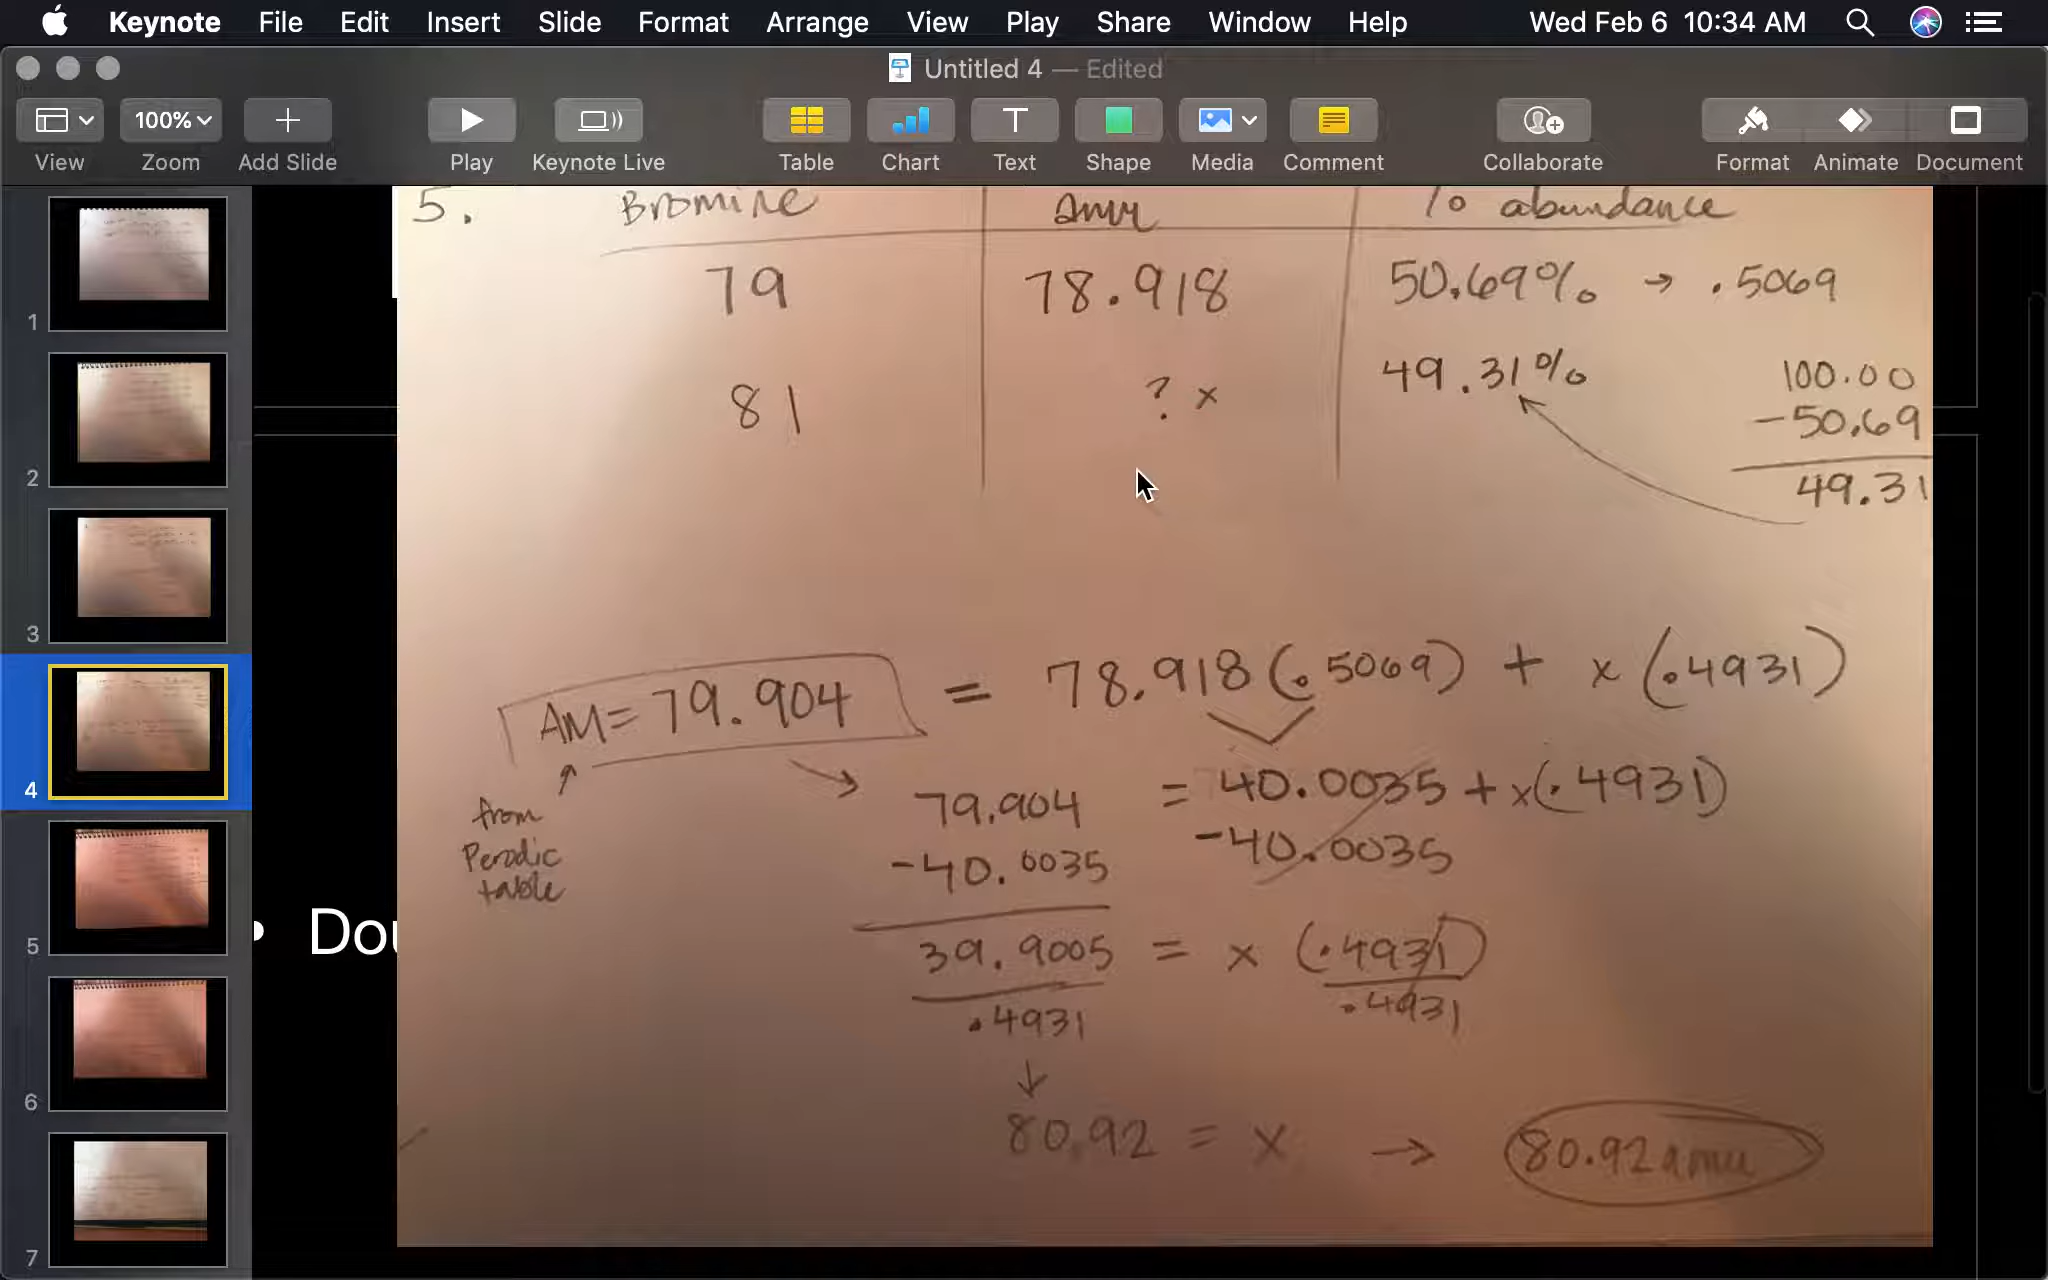 Keynote File Edit Insert Slide Format Arrange View Play Share Window Help Wed Feb 6 10:34 AM
Untitled 4 — Edited
100%
View Zoom Add Slide Play Keynote Live Table Chart Text Shape Media Comment Collaborate Format Animate Document
1
2
3
4
5
6
7
5. Bromine amu % abundance
79 78.918 50.69% → .5069
81 ? x 49.31%
100.00
-50.69
49.31
AM= 79.904 = 78.918 (.5069) + x (.4931)
79.904 = 40.0035 + x(.4931)
-40.0035 -40.0035
from
Perodic
table
• Dou
39.9005 = x (.4931)
.4931 .4931
↓
80.92 = x → 80.92 amu